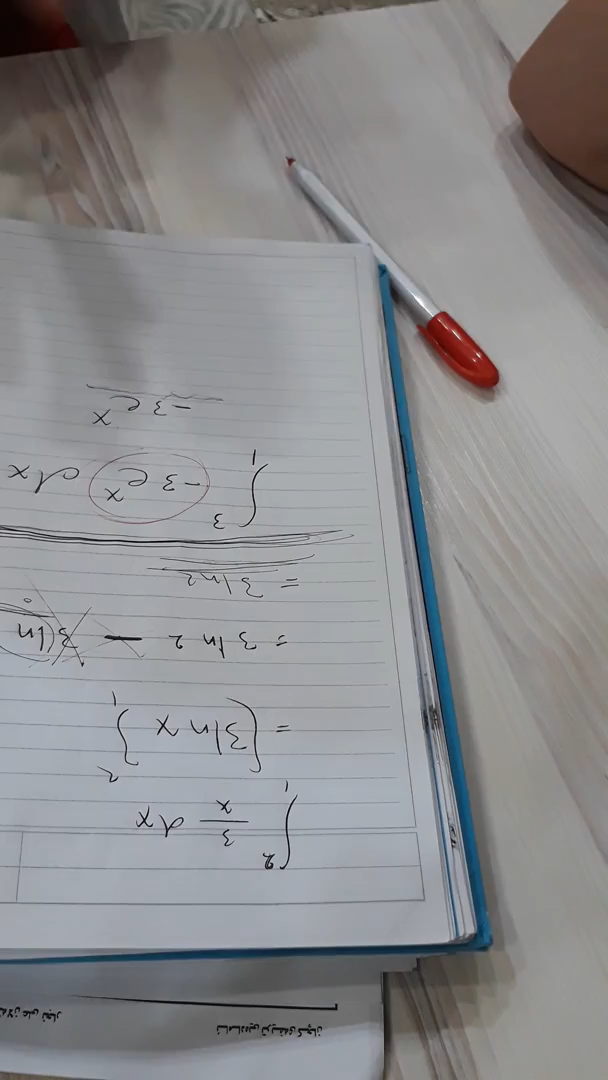 ∫₁² 3/x dx
= [3 ln x]₁²
= 3 ln 2 − 3(ln
= 3 ln 2
∫₁³ −3eˣ dx
−3eˣ